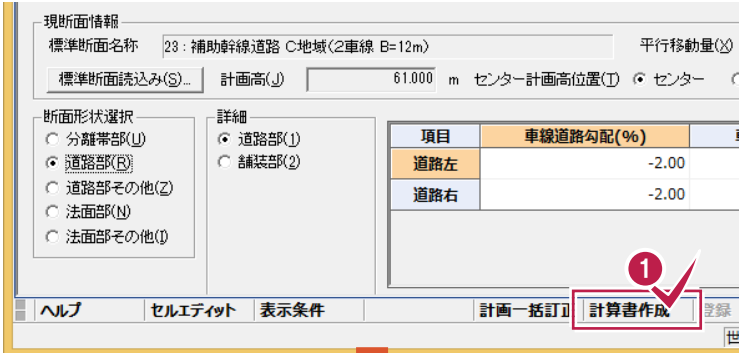 現断面情報
標準断面名称 23 : 補助幹線道路 C地域(2車線 B=12m) 平行移動量(X)
標準断面読込み(S)... 計画高(J) 61.000 m センター計画高位置(T) センター
断面形状選択 詳細
分離帯部(U) 道路部(1)
道路部(R) 舗装部(2)
道路部その他(Z)
法面部(N)
法面部その他(I)
項目 車線道路勾配(%)
道路左 -2.00
道路右 -2.00
1
ヘルプ セルエディット 表示条件 計画一括訂正 計算書作成 登録
世